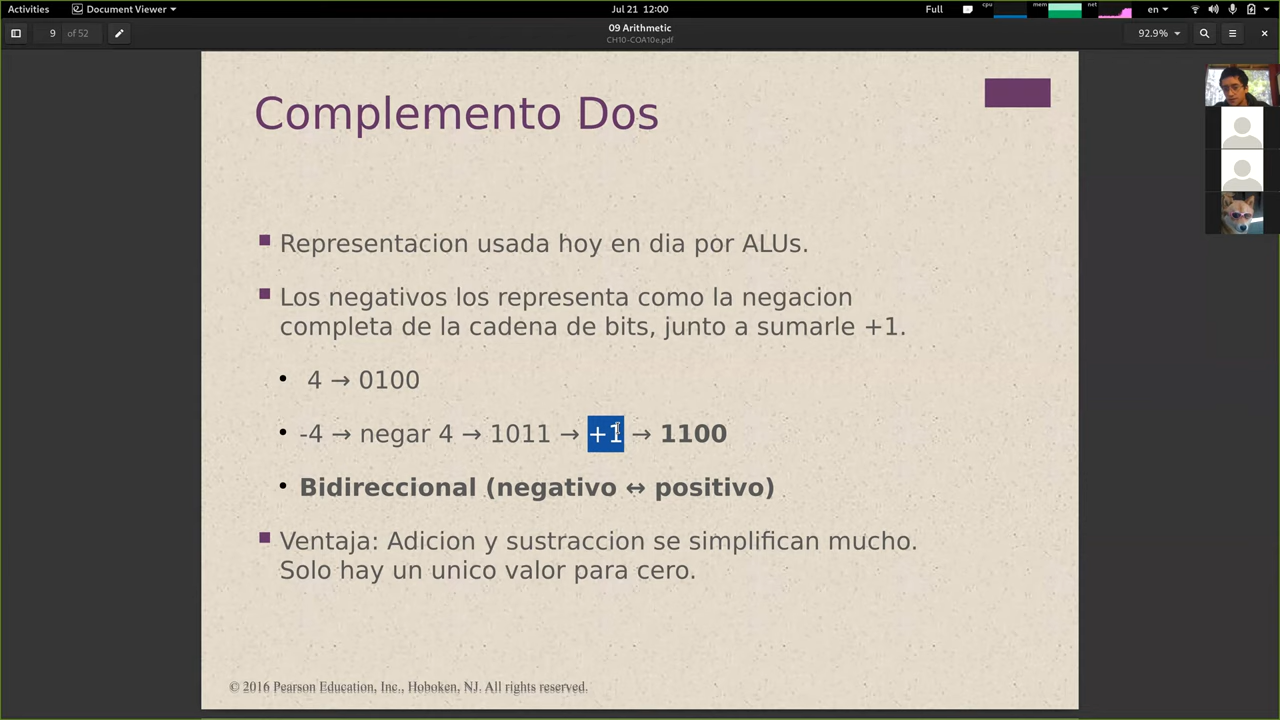 Activities Document Viewer Jul 21 12:00 Full cpu mem net en
9 of 52 09 Arithmetic 92.9%
CH10-COA10e.pdf
Complemento Dos
Representacion usada hoy en dia por ALUs.
Los negativos los representa como la negacion
completa de la cadena de bits, junto a sumarle +1.
4 → 0100
-4 → negar 4 → 1011 → +1 → 1100
Bidireccional (negativo ↔ positivo)
Ventaja: Adicion y sustraccion se simplifican mucho.
Solo hay un unico valor para cero.
© 2016 Pearson Education, Inc., Hoboken, NJ. All rights reserved.